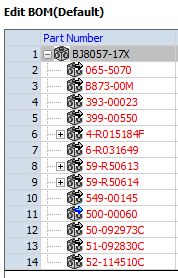 Edit BOM(Default)
Part Number
1 BJ8057-17X
2 065-5070
3 B873-00M
4 393-00023
5 399-00550
6 4-R015184F
7 6-R031649
8 59-R50613
9 59-R50614
10 549-00145
11 500-00060
12 50-092973C
13 51-092830C
14 52-114510C